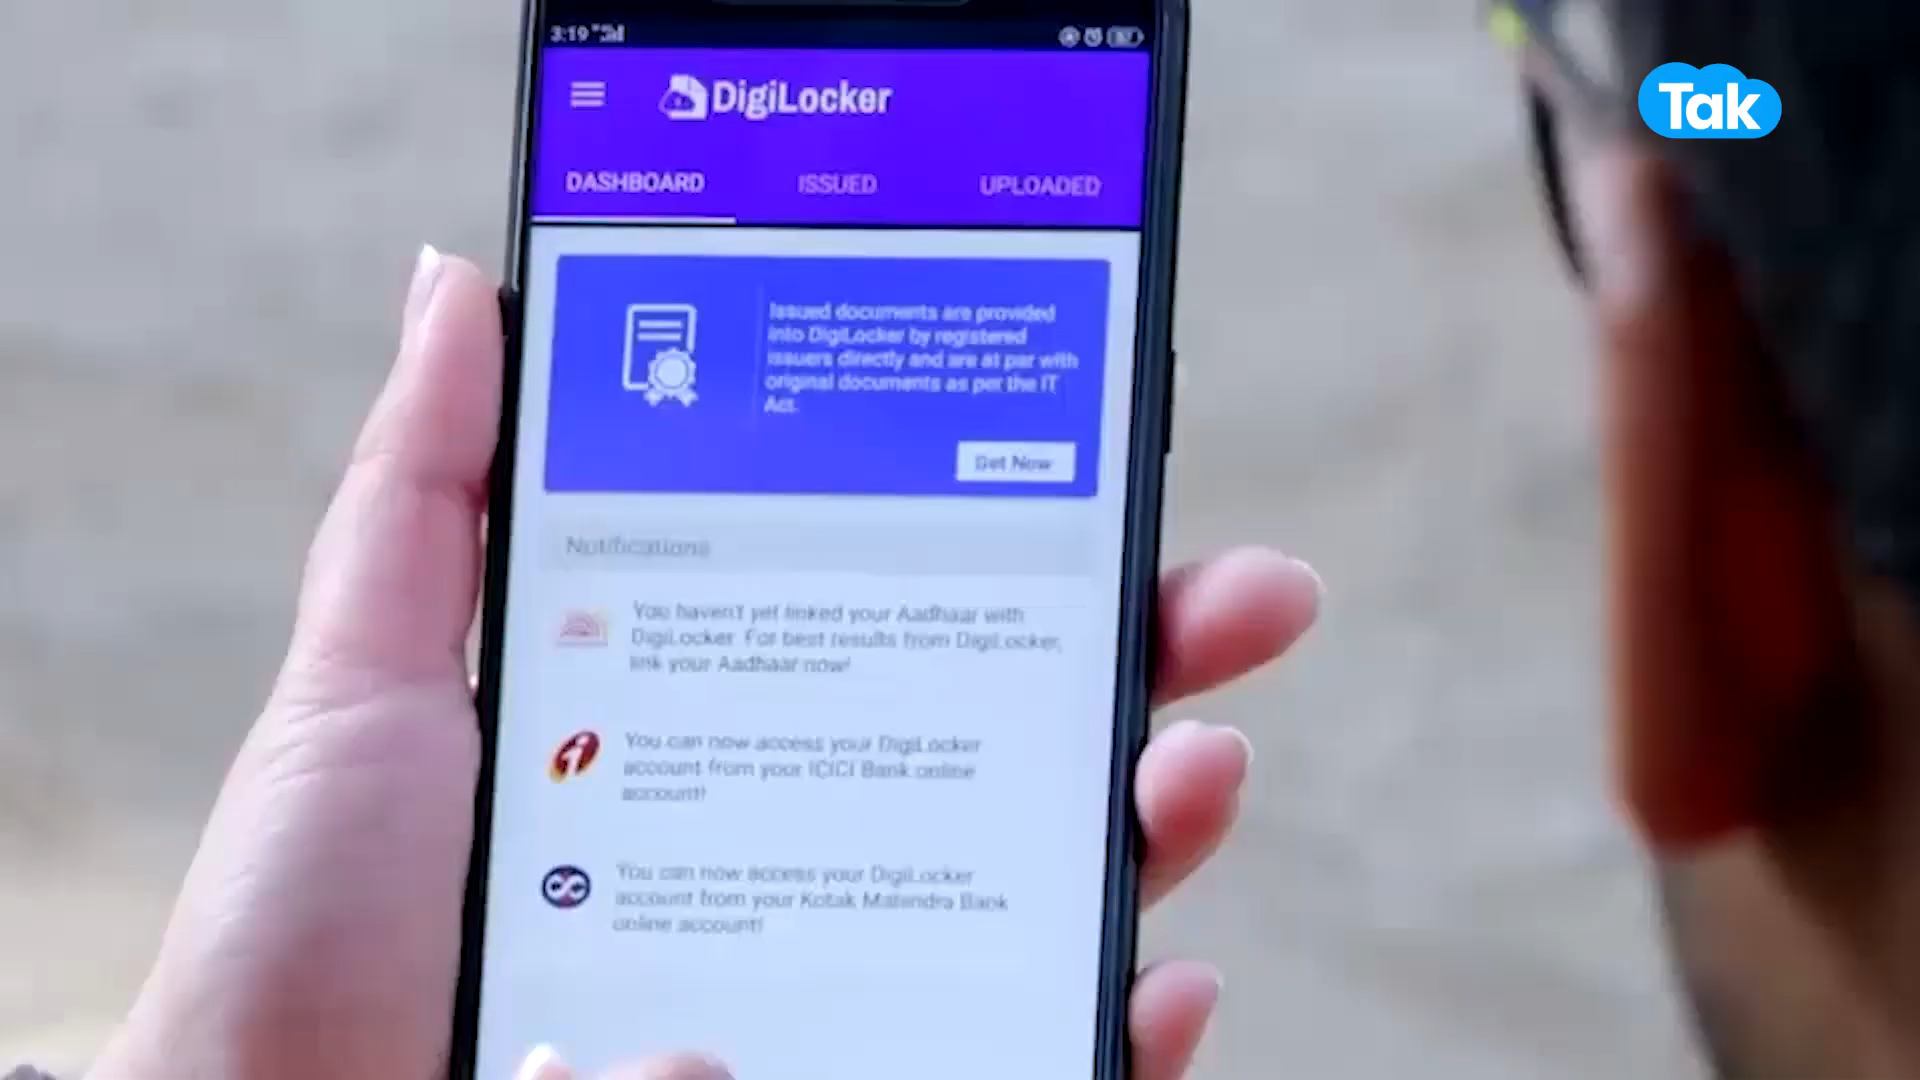 3:19
Tak
DigiLocker
DASHBOARD ISSUED UPLOADED
Issued documents are provided
into DigiLocker by registered
issuers directly and are at par with
original documents as per the IT
Act.
Get Now
Notifications
You haven't yet linked your Aadhaar with
DigiLocker. For best results from DigiLocker,
link your Aadhaar now!
You can now access your DigiLocker
account from your ICICI Bank online
account!
You can now access your DigiLocker
account from your Kotak Mahindra Bank
online account!